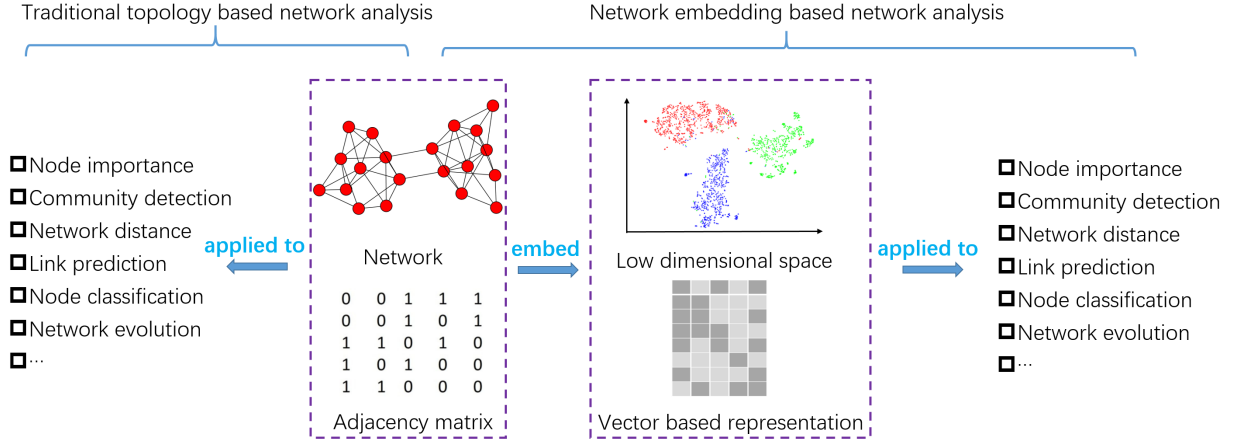 Traditional topology based network analysis
Network embedding based network analysis
Node importance
Community detection
Network distance
Link prediction
Node classification
Network evolution
...
applied to
Network
0 0 1 1 1
0 0 1 0 1
1 1 0 1 0
1 0 1 0 0
1 1 0 0 0
Adjacency matrix
embed
Low dimensional space
Vector based representation
applied to
Node importance
Community detection
Network distance
Link prediction
Node classification
Network evolution
...